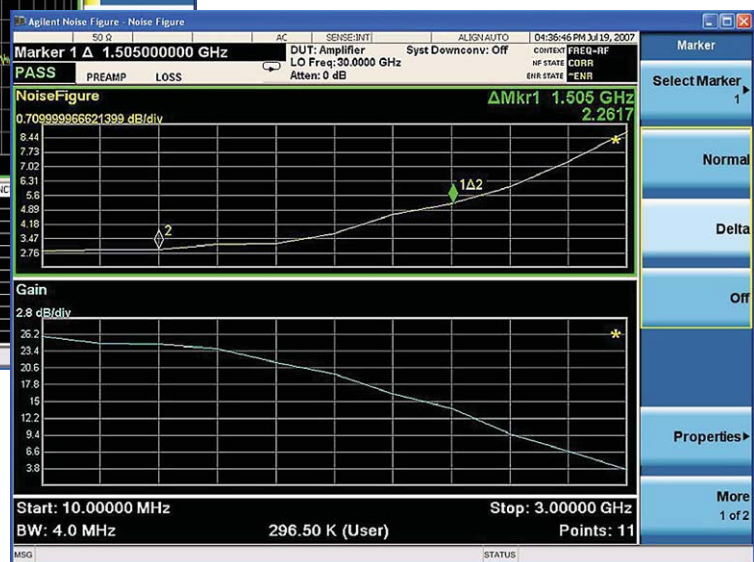 Agilent Noise Figure - Noise Figure
50 Ω AC SENSE:INT ALIGNAUTO 04:36:46 PM Jul 19, 2007
Marker 1 Δ 1.505000000 GHz
DUT: Amplifier Syst Downconv: Off
LO Freq: 30.0000 GHz
Atten: 0 dB
CONTEXT FREQ=RF
NF STATE CORR
ENR STATE ~ENR
PASS PREAMP LOSS
NoiseFigure
ΔMkr1 1.505 GHz
2.2617
0.709999966621399 dB/div
8.44
7.73
7.02
6.31
5.6
4.89
4.18
3.47
2.76
1Δ2
2
Gain
2.8 dB/div
26.2
23.4
20.6
17.8
15
12.2
9.4
6.6
3.8
Start: 10.00000 MHz Stop: 3.00000 GHz
BW: 4.0 MHz 296.50 K (User) Points: 11
MSG STATUS
Marker
Select Marker
1
Normal
Delta
Off
Properties
More
1 of 2